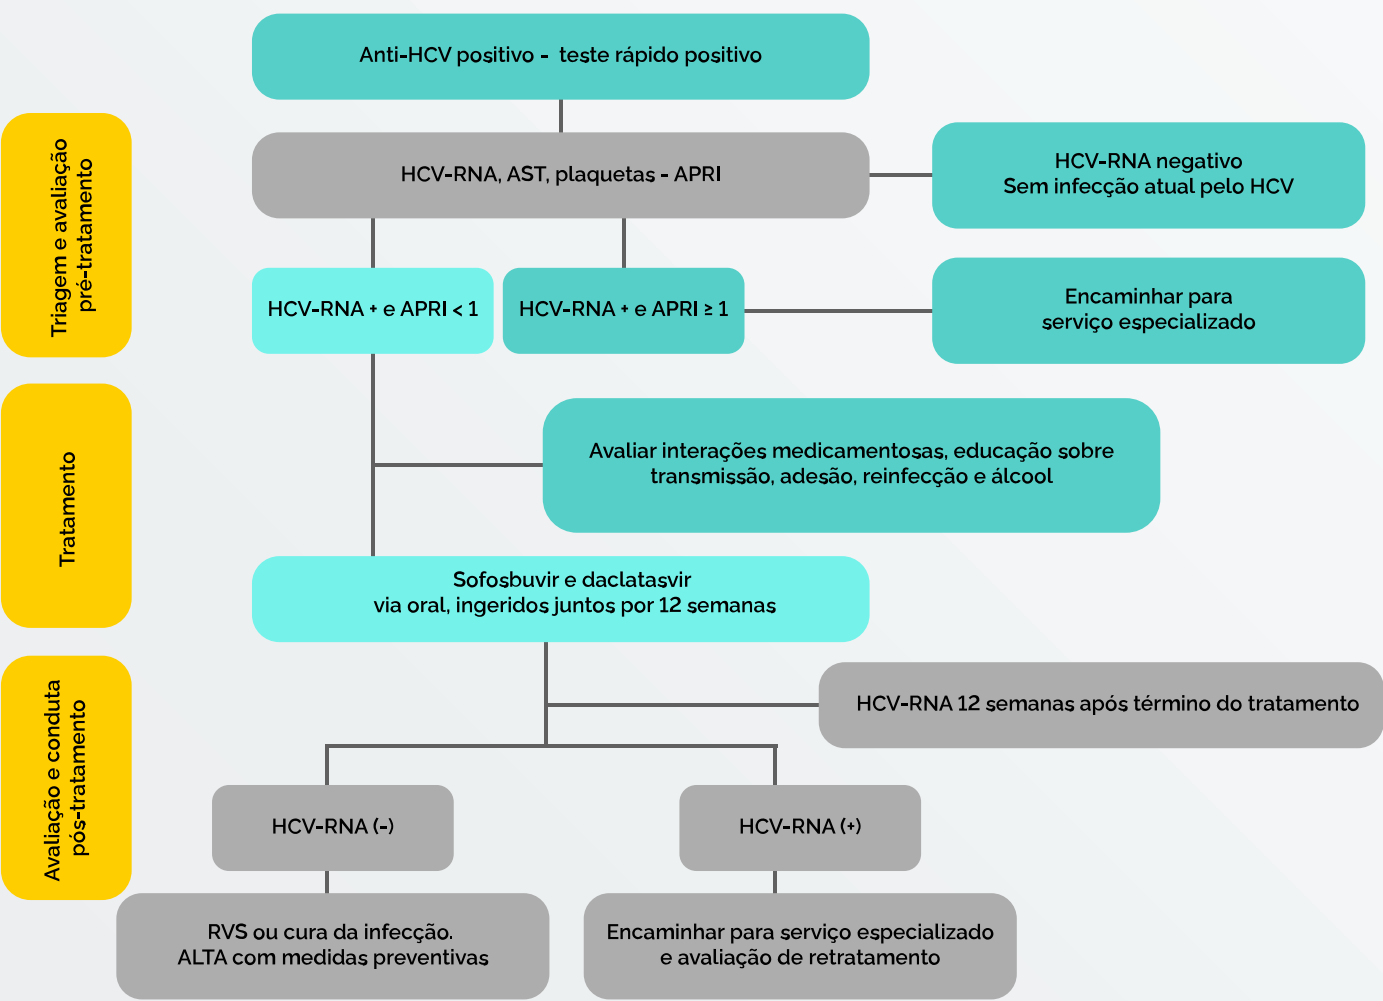 Anti-HCV positivo - teste rápido positivo
Triagem e avaliação
pré-tratamento
HCV-RNA, AST, plaquetas - APRI
HCV-RNA negativo
Sem infecção atual pelo HCV
HCV-RNA + e APRI < 1
HCV-RNA + e APRI ≥ 1
Encaminhar para
serviço especializado
Tratamento
Avaliar interações medicamentosas, educação sobre
transmissão, adesão, reinfecção e álcool
Sofosbuvir e daclatasvir
via oral, ingeridos juntos por 12 semanas
Avaliação e conduta
pós-tratamento
HCV-RNA 12 semanas após término do tratamento
HCV-RNA (-)
HCV-RNA (+)
RVS ou cura da infecção.
ALTA com medidas preventivas
Encaminhar para serviço especializado
e avaliação de retratamento